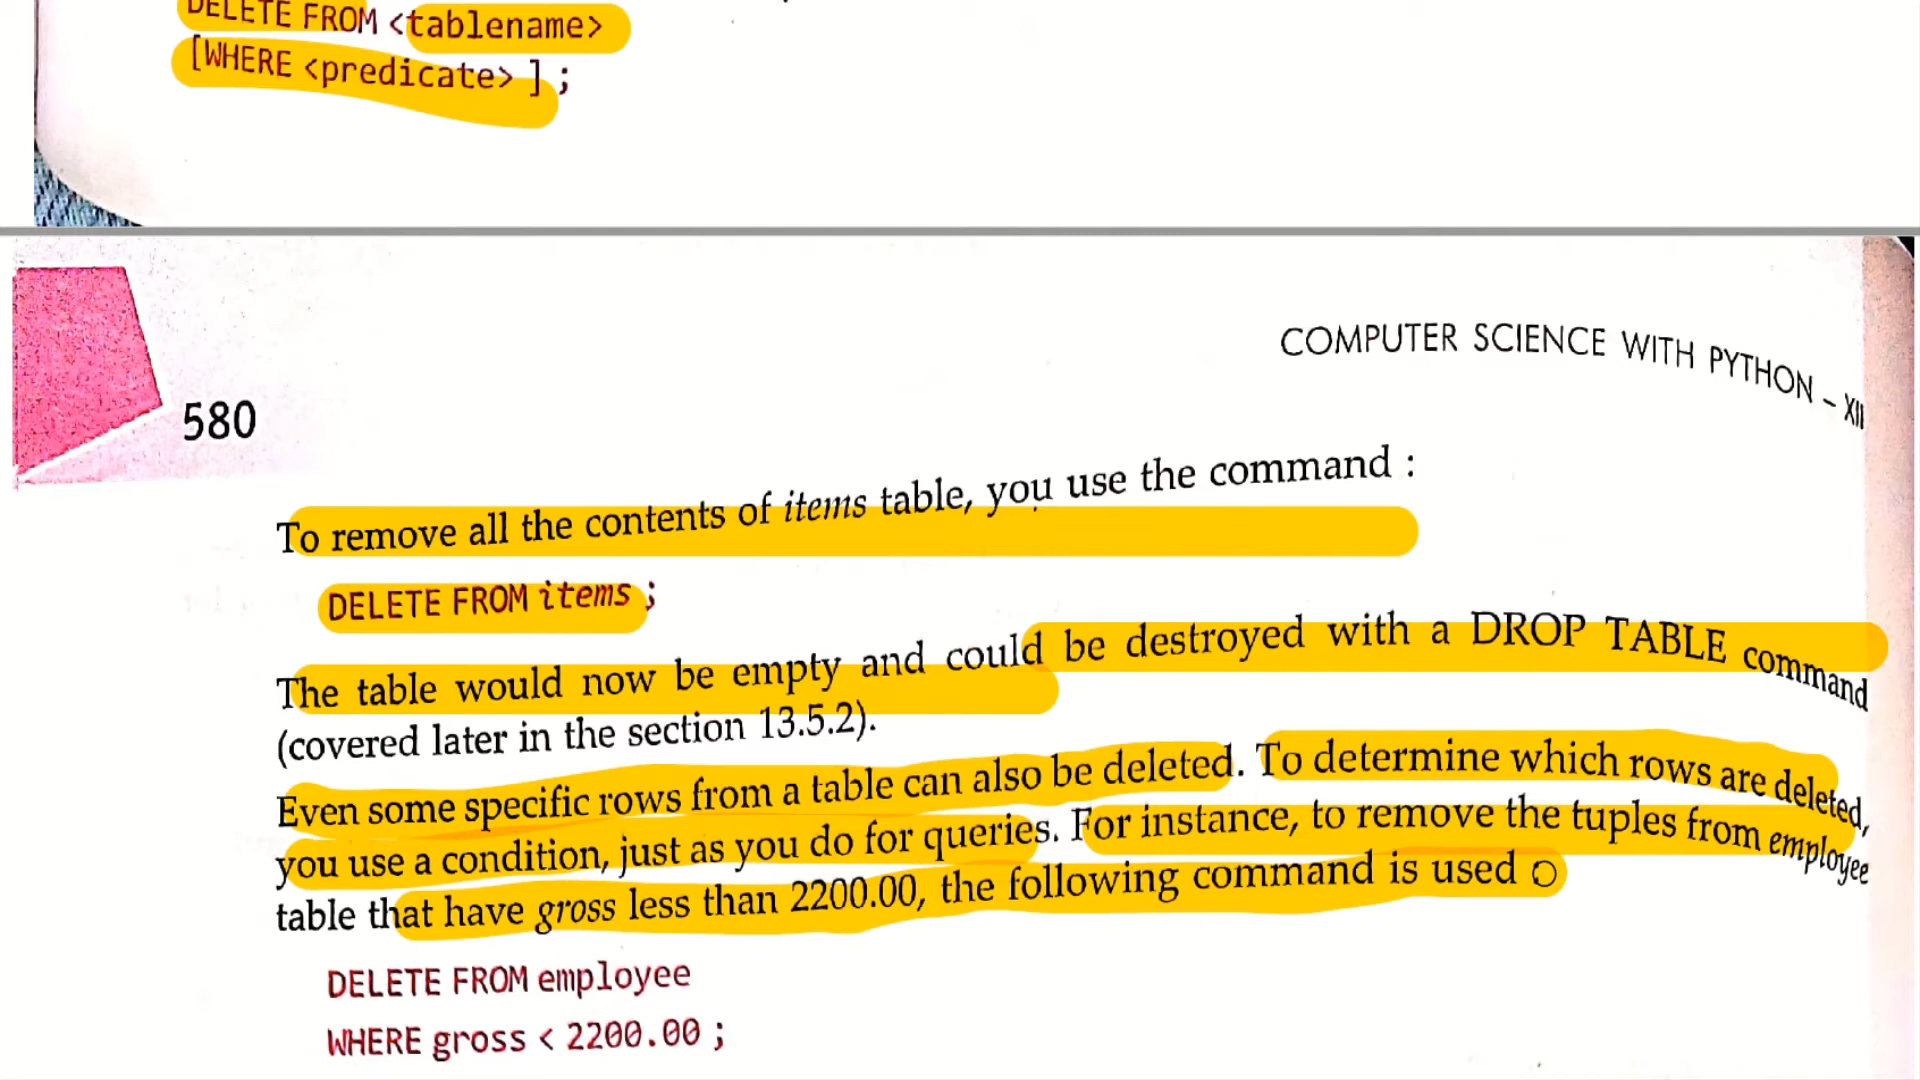 DELETE FROM <tablename>
[WHERE <predicate> ] ;
COMPUTER SCIENCE WITH PYTHON – XII
580
To remove all the contents of items table, you use the command :
DELETE FROM items ;
The table would now be empty and could be destroyed with a DROP TABLE command
(covered later in the section 13.5.2).
Even some specific rows from a table can also be deleted. To determine which rows are deleted,
you use a condition, just as you do for queries. For instance, to remove the tuples from employee
table that have gross less than 2200.00, the following command is used
DELETE FROM employee
WHERE gross < 2200.00 ;